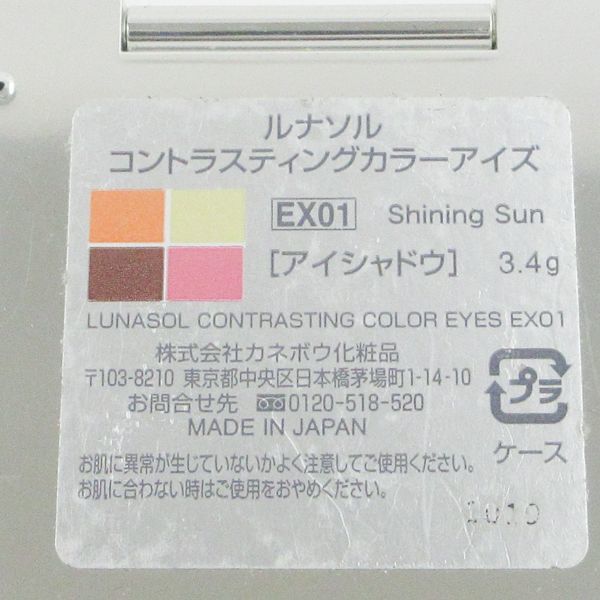 ルナソル
コントラスティングカラーアイズ
EX01 Shining Sun
[アイシャドウ] 3.4g
LUNASOL CONTRASTING COLOR EYES EX01
株式会社カネボウ化粧品
〒103-8210 東京都中央区日本橋茅場町1-14-10
お問合せ先 0120-518-520
MADE IN JAPAN
プラ
ケース
お肌に異常が生じていないかよく注意してご使用ください。
お肌に合わない時はご使用をおやめください。